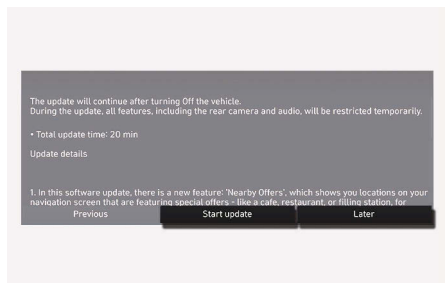 The update will continue after turning Off the vehicle.
During the update, all features, including the rear camera and audio, will be restricted temporarily.
• Total update time: 20 min
Update details
1. In this software update, there is a new feature: 'Nearby Offers', which shows you locations on your
navigation screen that are featuring special offers - like a cafe, restaurant, or filling station, for
Previous
Start update
Later